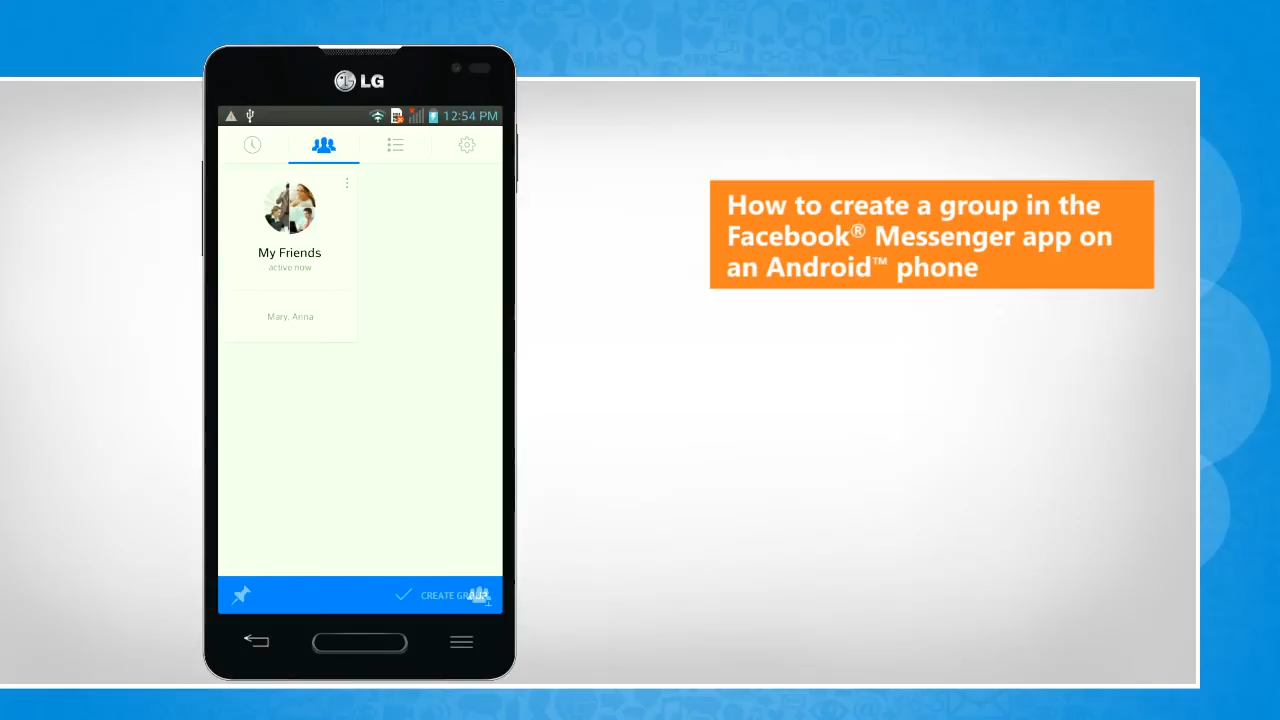 LG
12:54 PM
My Friends
active now
Mary, Anna
CREATE GROUP
How to create a group in the
Facebook® Messenger app on
an Android™ phone